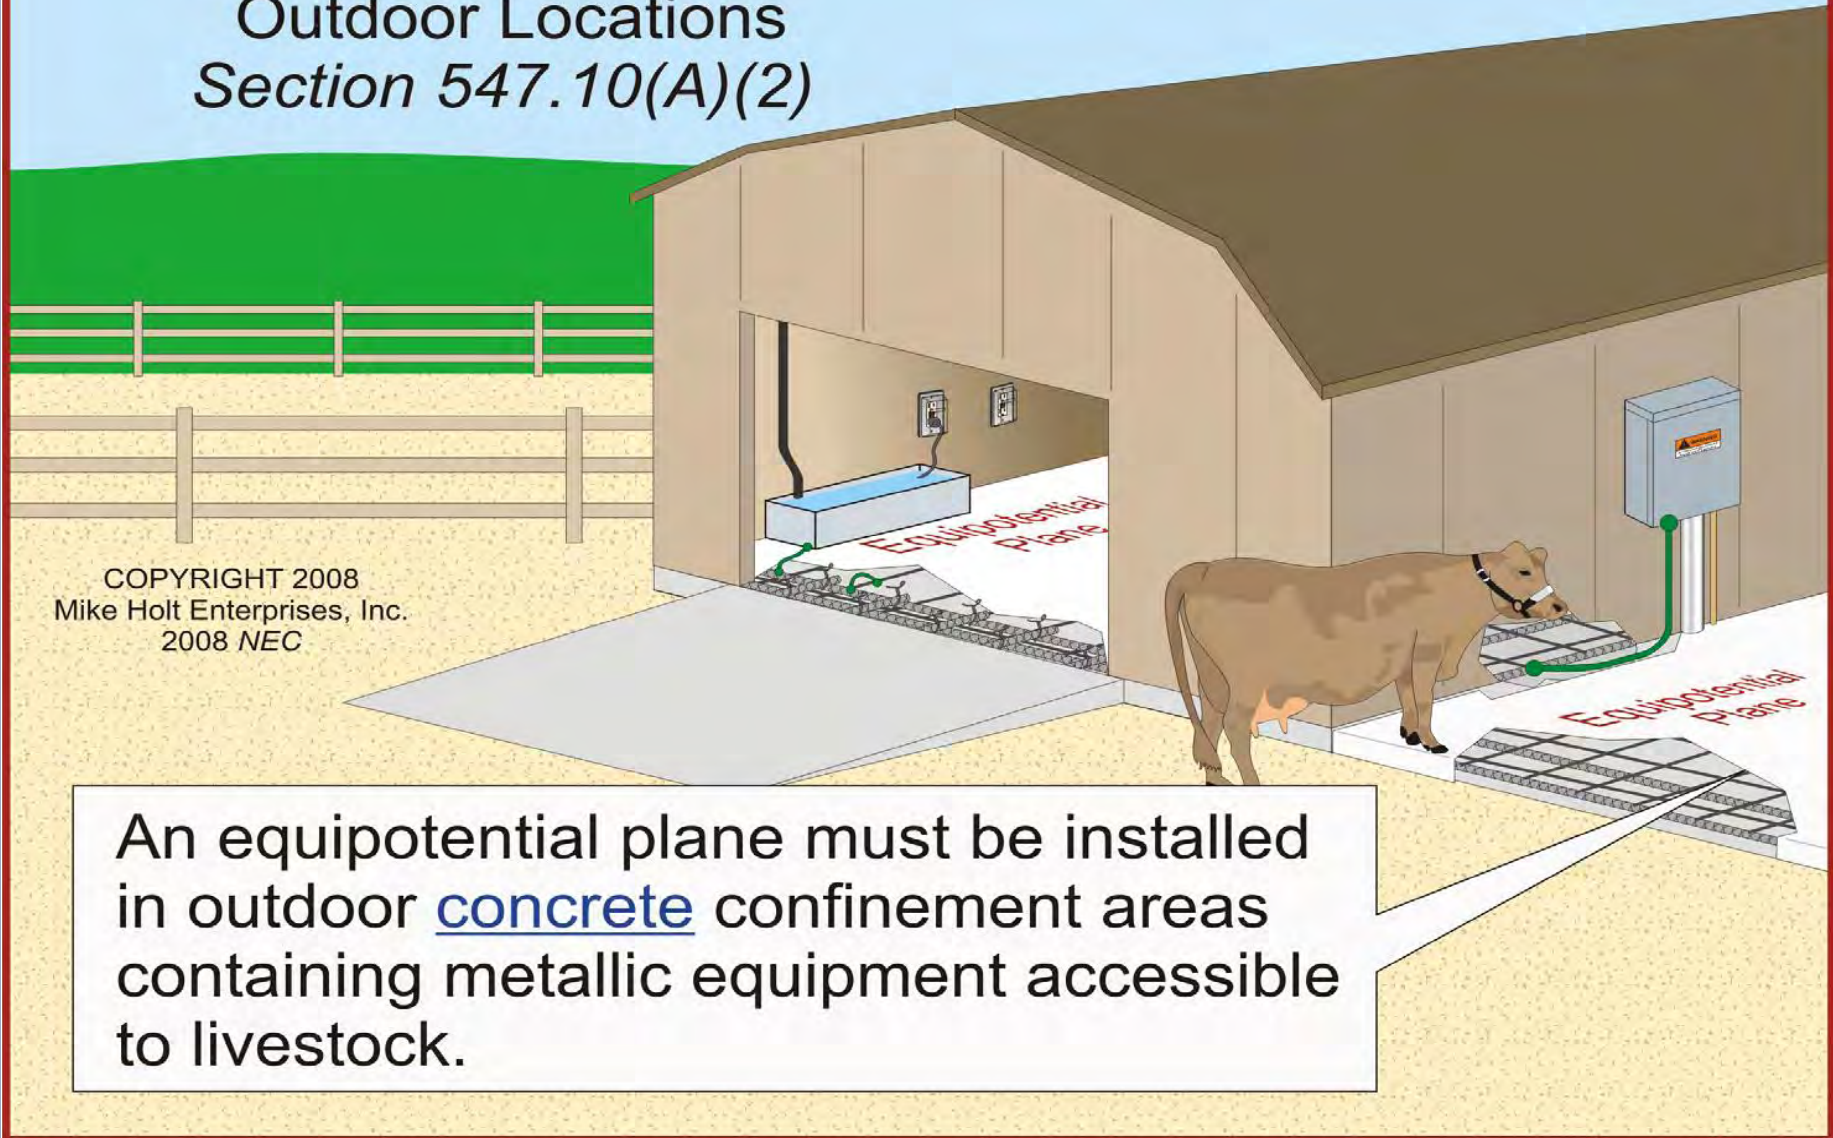 Outdoor Locations
Section 547.10(A)(2)
Equipotential
Plane
COPYRIGHT 2008
Mike Holt Enterprises, Inc.
2008 NEC
Equipotential
Plane
An equipotential plane must be installed
in outdoor concrete confinement areas
containing metallic equipment accessible
to livestock.